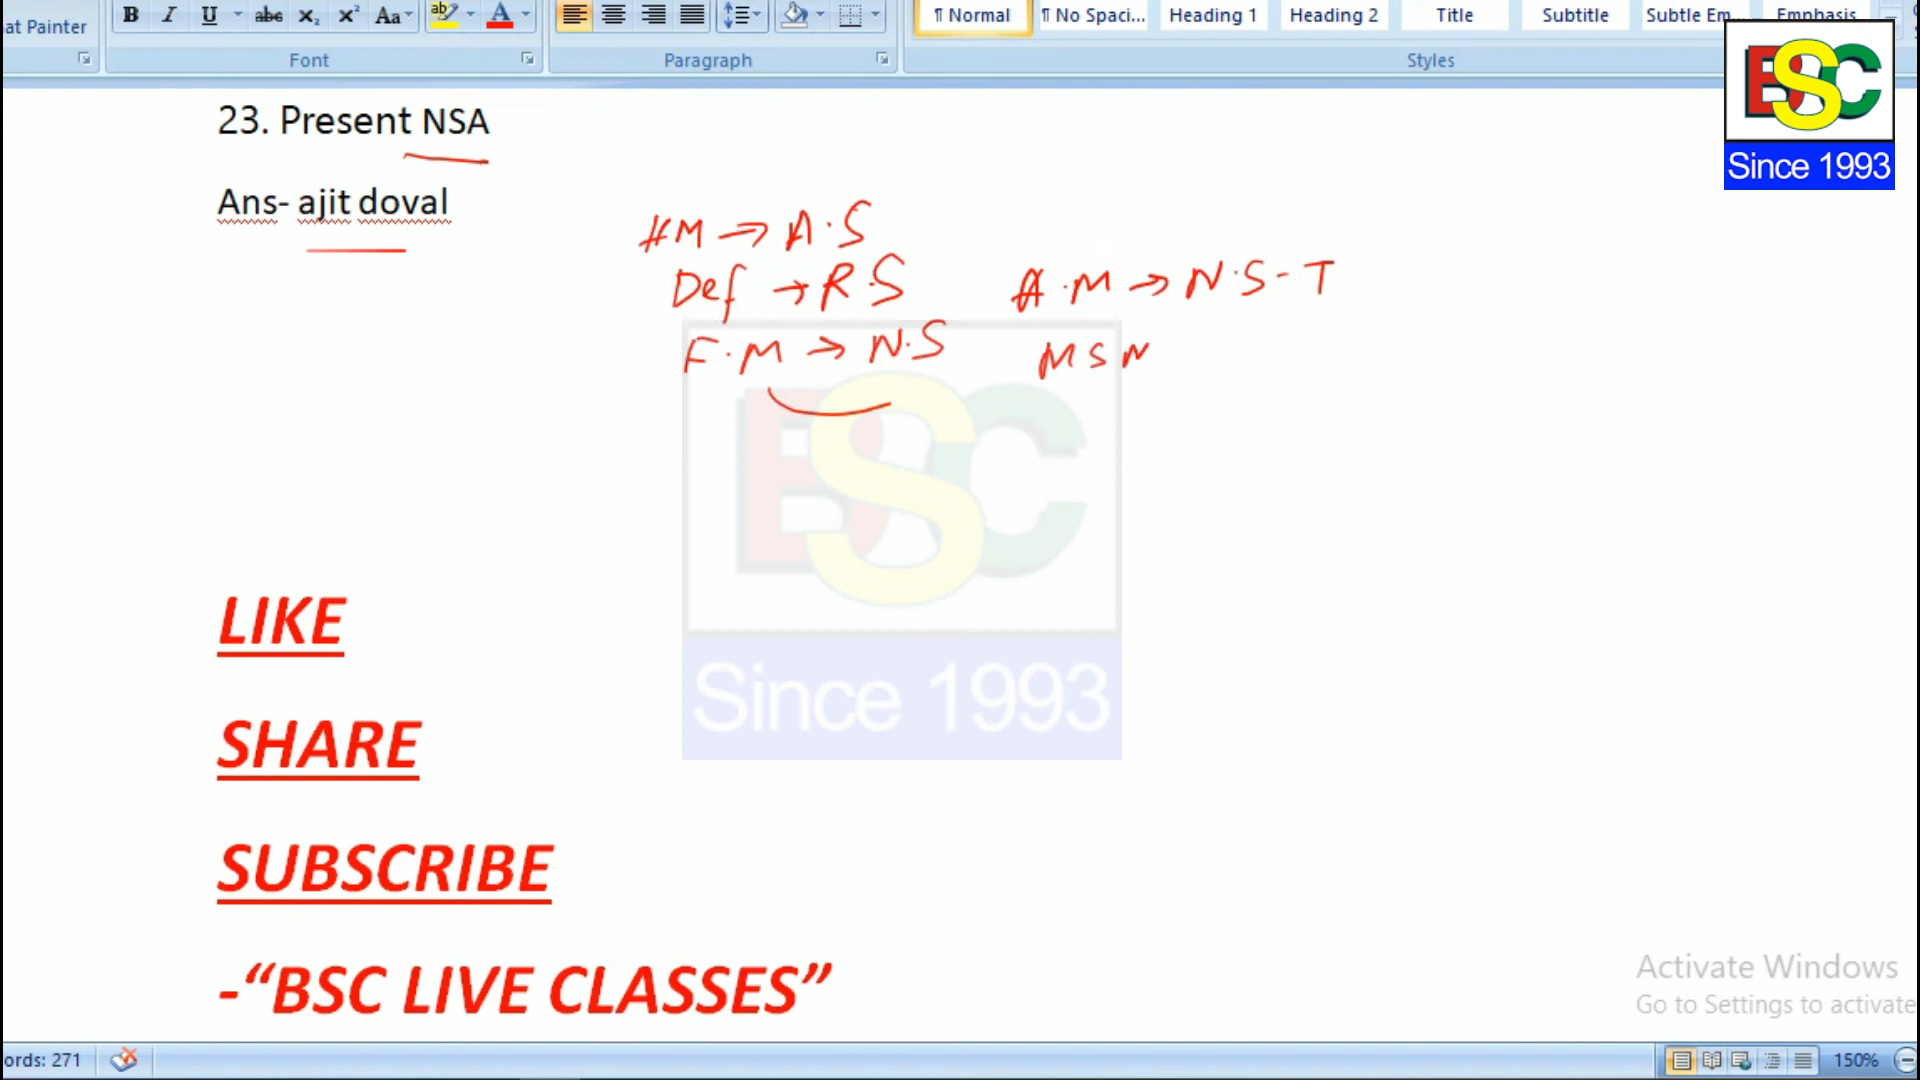 at Painter
B I U abc x₂ x² Aa ab A
¶ Normal ¶ No Spaci... Heading 1 Heading 2 Title Subtitle Subtle Em... Emphasis
Font Paragraph Styles
BSC
Since 1993
23. Present NSA
Ans- ajit doval
HM → A.S
Def → R.S
F.M → N.S
A.M → N.S-T
MSM
BSC
Since 1993
LIKE
SHARE
SUBSCRIBE
-“BSC LIVE CLASSES”
Activate Windows
Go to Settings to activate
ords: 271
150%